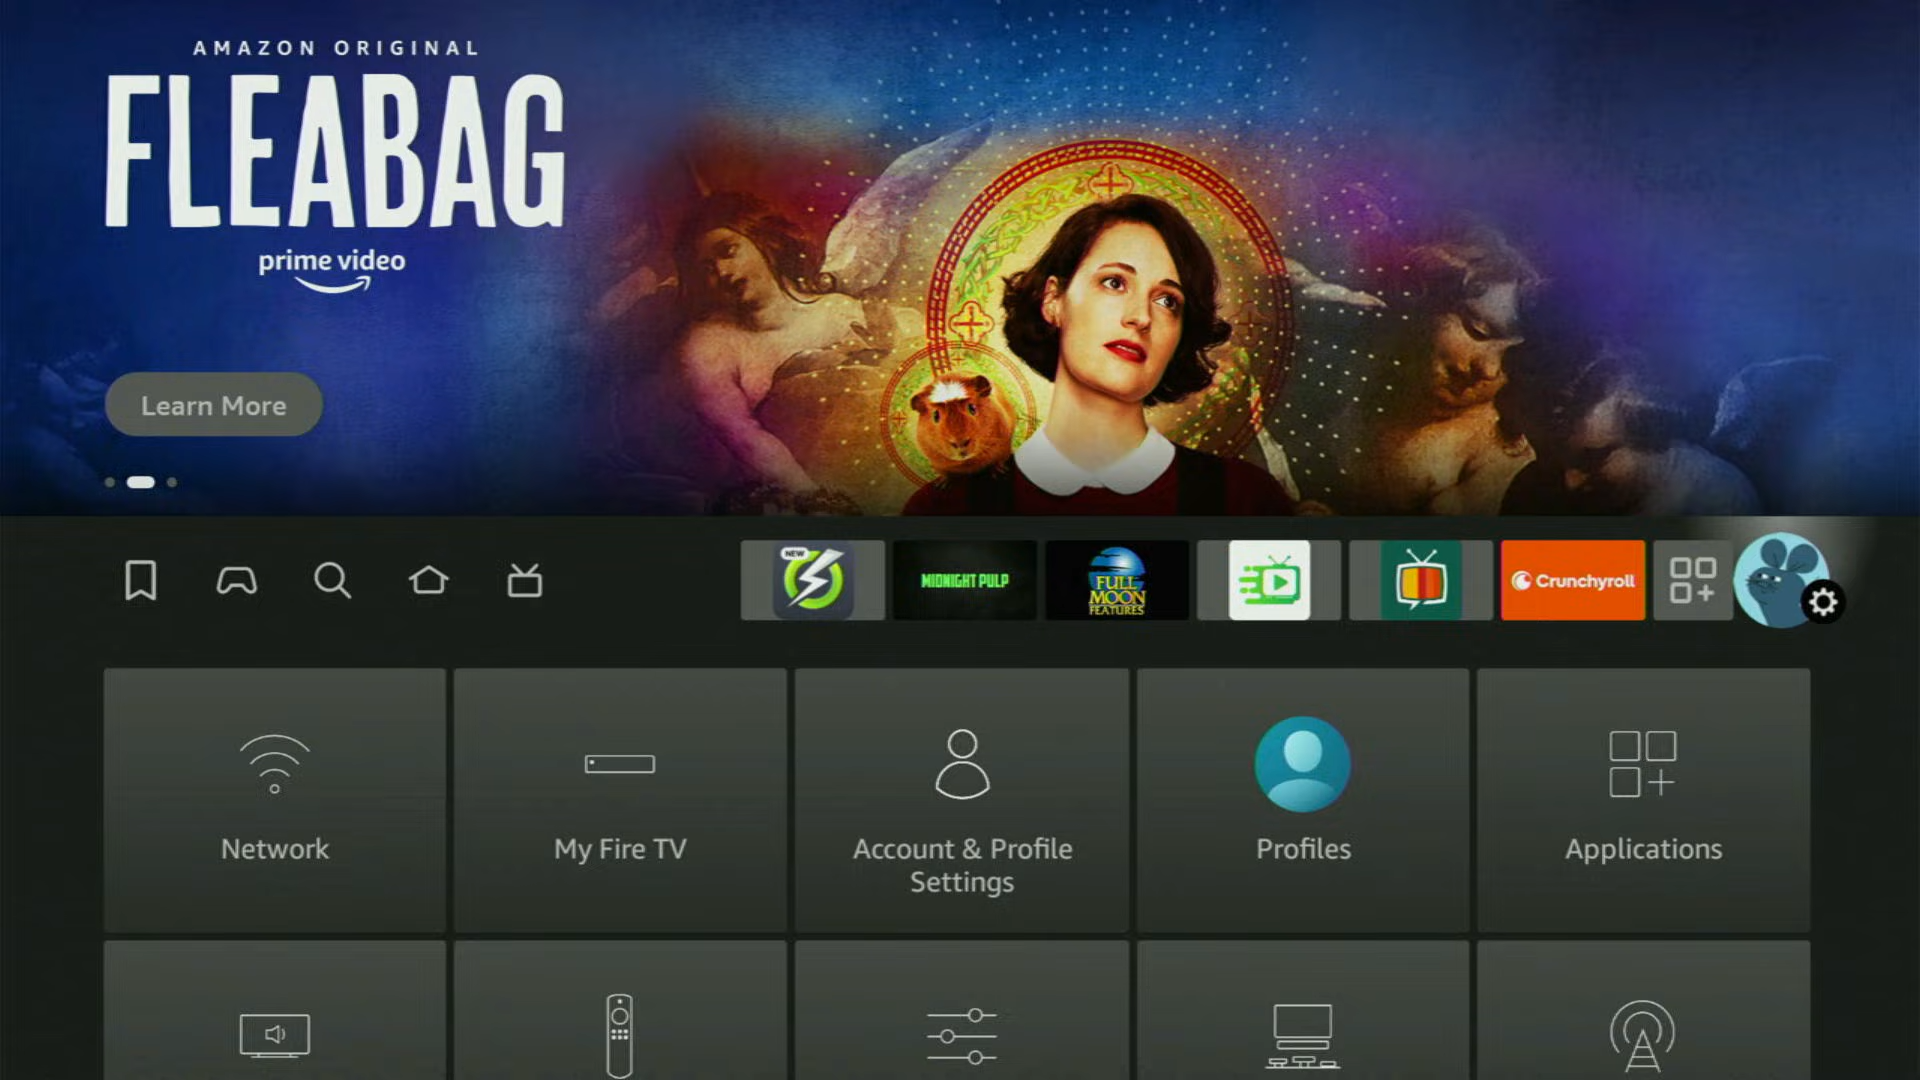 AMAZON ORIGINAL
FLEABAG
prime video
Learn More
NEW
MIDNIGHT PULP
FULL
MOON
FEATURES
Crunchyroll
Network
My Fire TV
Account & Profile
Settings
Profiles
Applications